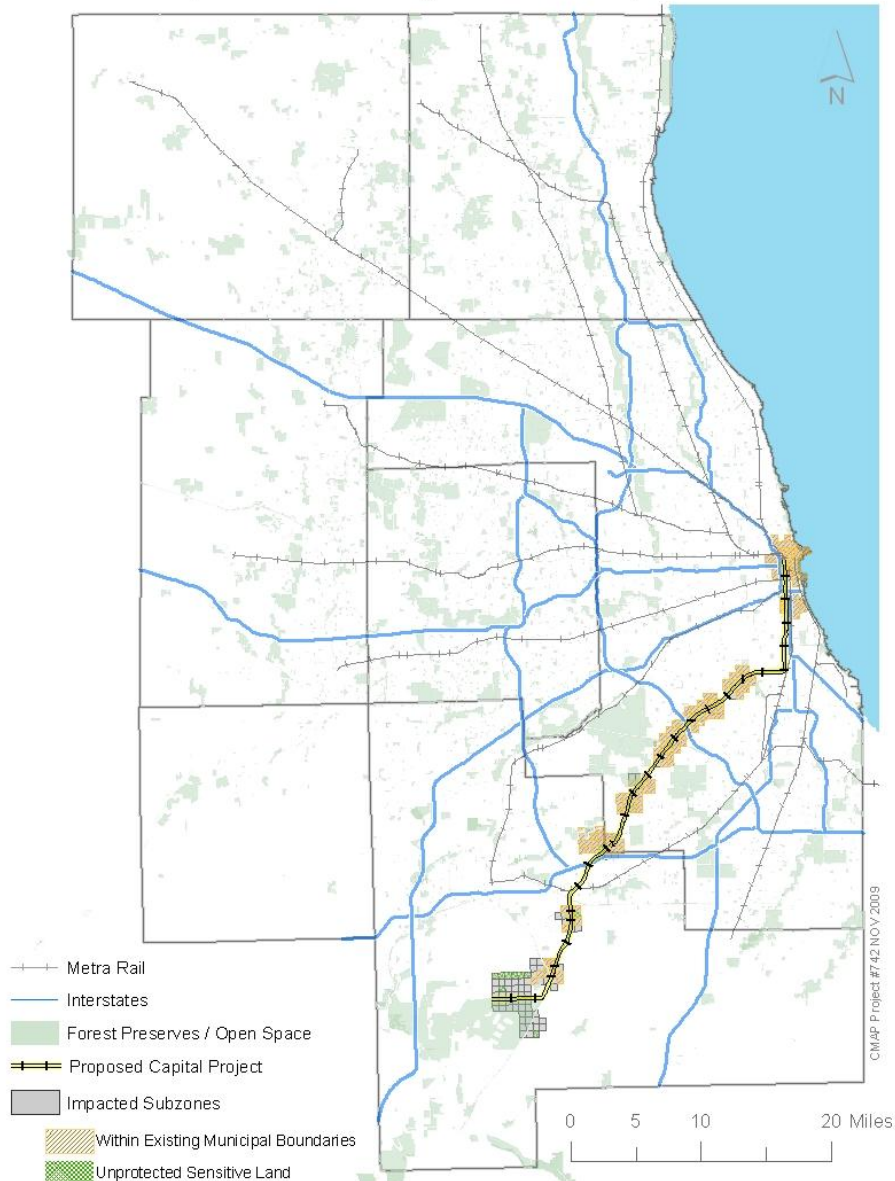 N
Metra Rail
Interstates
Forest Preserves / Open Space
Proposed Capital Project
Impacted Subzones
Within Existing Municipal Boundaries
Unprotected Sensitive Land
0 5 10 20 Miles
CMAP Project #742 NOV 2009